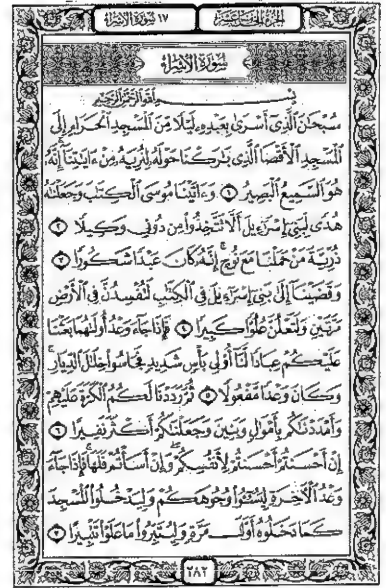 الجزء الخامس عشر
١٧ سورة الإسراء
سورة الإسراء
بسم الله الرحمن الرحيم
سُبْحَٰنَ ٱلَّذِىٓ أَسْرَىٰ بِعَبْدِهِۦ لَيْلًا مِّنَ ٱلْمَسْجِدِ ٱلْحَرَامِ إِلَى
ٱلْمَسْجِدِ ٱلْأَقْصَا ٱلَّذِى بَٰرَكْنَا حَوْلَهُۥ لِنُرِيَهُۥ مِنْ ءَايَٰتِنَآ إِنَّهُۥ
هُوَ ٱلسَّمِيعُ ٱلْبَصِيرُ ١ وَءَاتَيْنَا مُوسَى ٱلْكِتَٰبَ وَجَعَلْنَٰهُ
هُدًى لِّبَنِىٓ إِسْرَٰٓءِيلَ أَلَّا تَتَّخِذُوا۟ مِن دُونِى وَكِيلًا ٢
ذُرِّيَّةَ مَنْ حَمَلْنَا مَعَ نُوحٍ إِنَّهُۥ كَانَ عَبْدًا شَكُورًا ٣
وَقَضَيْنَآ إِلَىٰ بَنِىٓ إِسْرَٰٓءِيلَ فِى ٱلْكِتَٰبِ لَتُفْسِدُنَّ فِى ٱلْأَرْضِ
مَرَّتَيْنِ وَلَتَعْلُنَّ عُلُوًّا كَبِيرًا ٤ فَإِذَا جَآءَ وَعْدُ أُولَىٰهُمَا بَعَثْنَا
عَلَيْكُمْ عِبَادًا لَّنَآ أُو۟لِى بَأْسٍ شَدِيدٍ فَجَاسُوا۟ خِلَٰلَ ٱلدِّيَارِ
وَكَانَ وَعْدًا مَّفْعُولًا ٥ ثُمَّ رَدَدْنَا لَكُمُ ٱلْكَرَّةَ عَلَيْهِمْ
وَأَمْدَدْنَٰكُم بِأَمْوَٰلٍ وَبَنِينَ وَجَعَلْنَٰكُمْ أَكْثَرَ نَفِيرًا ٦
إِنْ أَحْسَنتُمْ أَحْسَنتُمْ لِأَنفُسِكُمْ وَإِنْ أَسَأْتُمْ فَلَهَا فَإِذَا جَآءَ
وَعْدُ ٱلْءَاخِرَةِ لِيَسُـۥٓـُٔوا۟ وُجُوهَكُمْ وَلِيَدْخُلُوا۟ ٱلْمَسْجِدَ
كَمَا دَخَلُوهُ أَوَّلَ مَرَّةٍ وَلِيُتَبِّرُوا۟ مَا عَلَوْا۟ تَتْبِيرًا ٧
٢٨٢